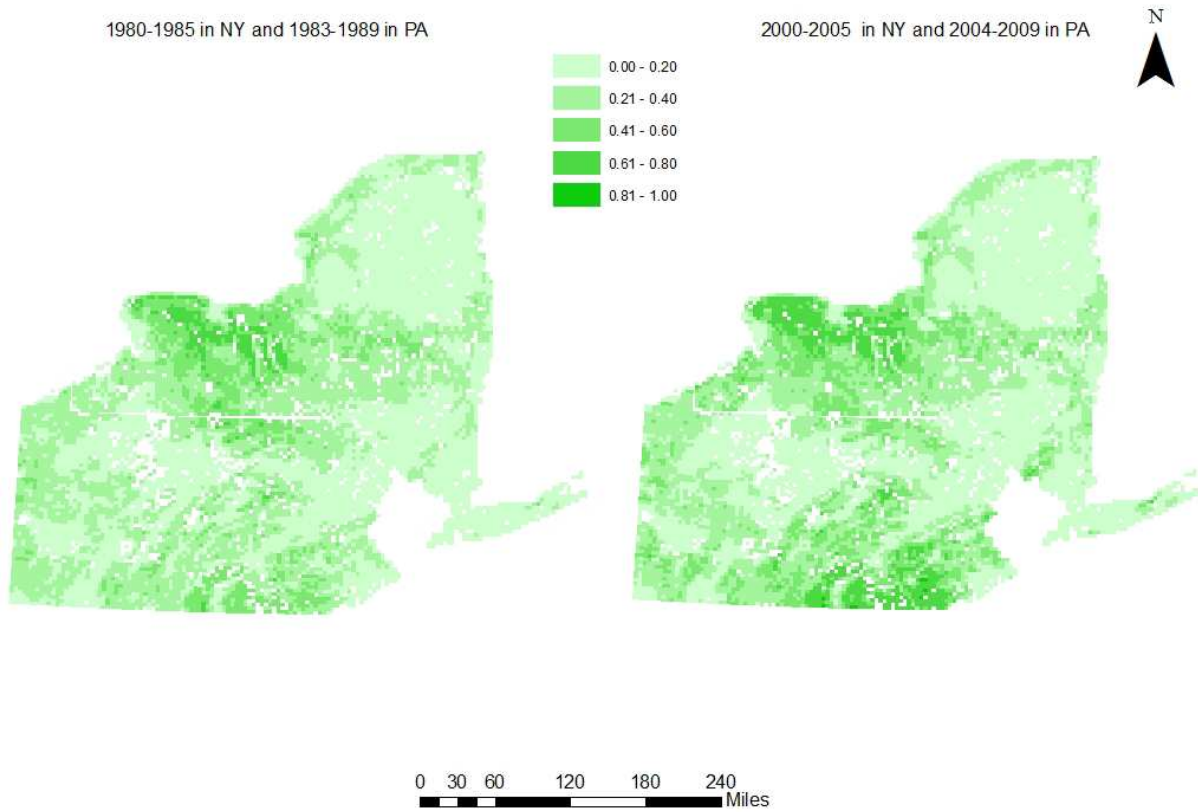 1980-1985 in NY and 1983-1989 in PA
2000-2005 in NY and 2004-2009 in PA
N
0.00 - 0.20
0.21 - 0.40
0.41 - 0.60
0.61 - 0.80
0.81 - 1.00
0 30 60 120 180 240
Miles